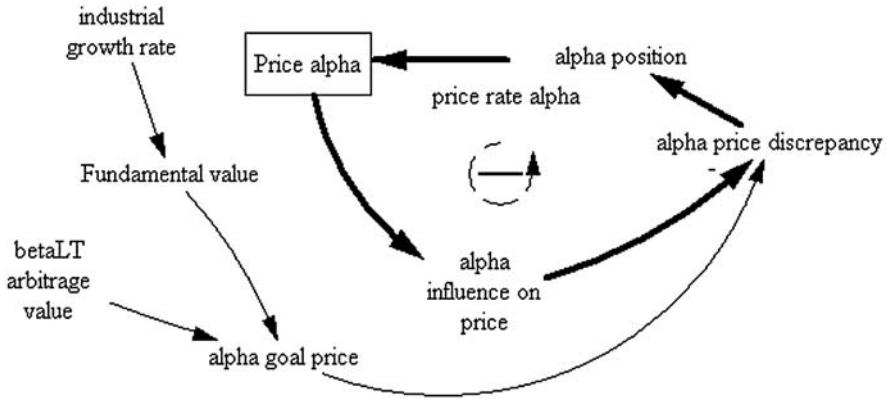 industrial
growth rate
Price alpha
alpha position
price rate alpha
alpha price discrepancy
-
Fundamental value
betaLT
arbitrage
value
alpha
influence on
price
alpha goal price